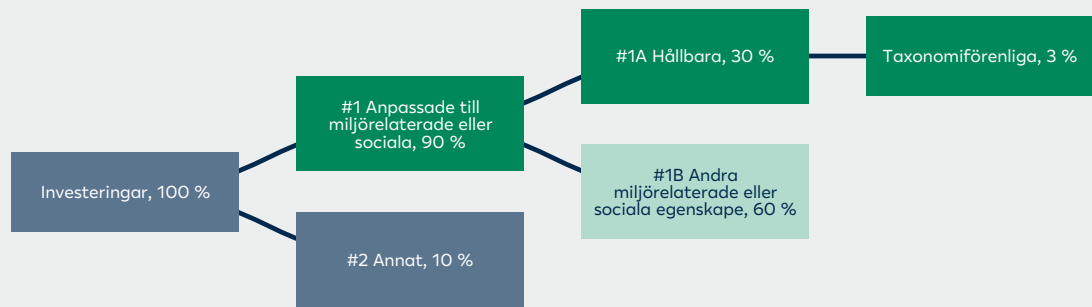 Investeringar, 100 %
#1 Anpassade till
miljörelaterade eller
sociala, 90 %
#2 Annat, 10 %
#1A Hållbara, 30 %
#1B Andra
miljörelaterade eller
sociala egenskape, 60 %
Taxonomiförenliga, 3 %